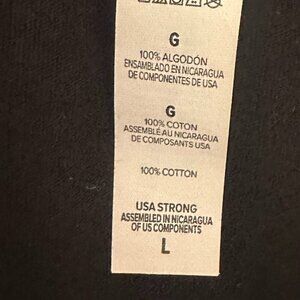 G
100% ALGODÓN
ENSAMBLADO EN NICARAGUA
DE COMPONENTES DE USA
G
100% COTON
ASSEMBLÉ AU NICARAGUA
DE COMPOSANTS USA
100% COTTON
USA STRONG
ASSEMBLED IN NICARAGUA
OF US COMPONENTS
L